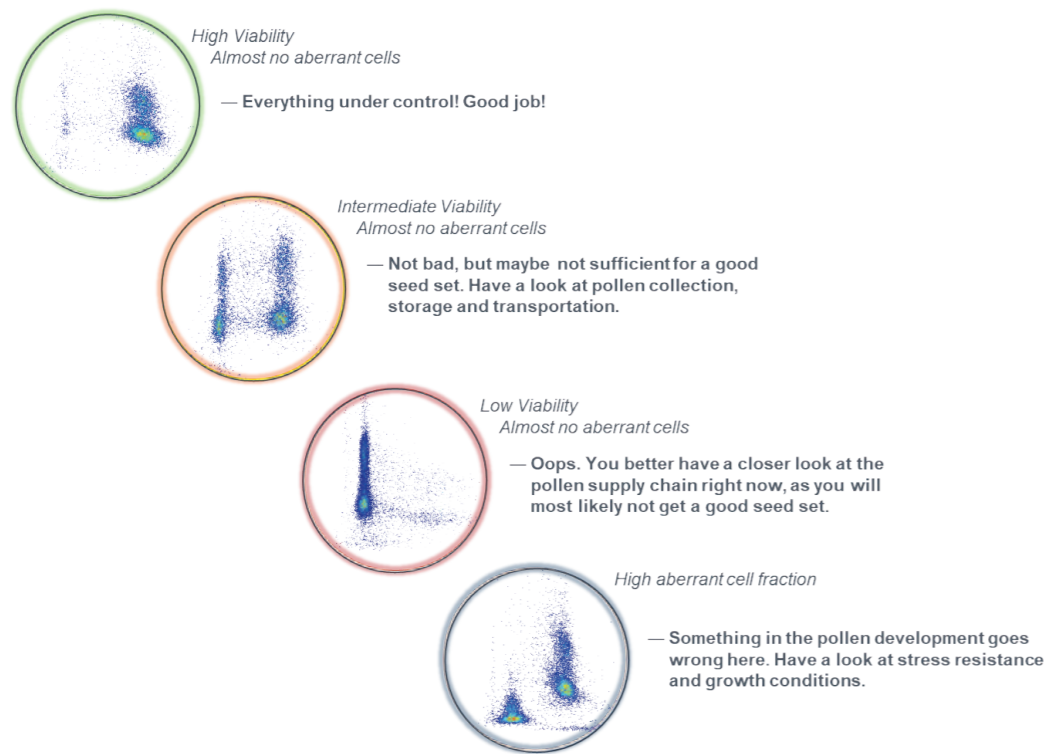 High Viability
Almost no aberrant cells
— Everything under control! Good job!
Intermediate Viability
Almost no aberrant cells
— Not bad, but maybe not sufficient for a good
seed set. Have a look at pollen collection,
storage and transportation.
Low Viability
Almost no aberrant cells
— Oops. You better have a closer look at the
pollen supply chain right now, as you will
most likely not get a good seed set.
High aberrant cell fraction
— Something in the pollen development goes
wrong here. Have a look at stress resistance
and growth conditions.